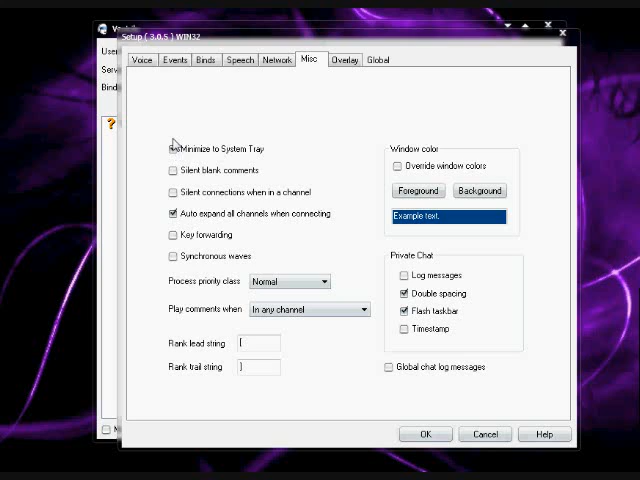 Setup ( 3.0.5 ) WIN32
User
Serv
Bind
Voice Events Binds Speech Network Misc Overlay Global
Minimize to System Tray
Silent blank comments
Silent connections when in a channel
Auto expand all channels when connecting
Key forwarding
Synchronous waves
Process priority class Normal
Play comments when In any channel
Rank lead string [
Rank trail string ]
Window color
Override window colors
Foreground Background
Example text.
Private Chat
Log messages
Double spacing
Flash taskbar
Timestamp
Global chat log messages
OK Cancel Help